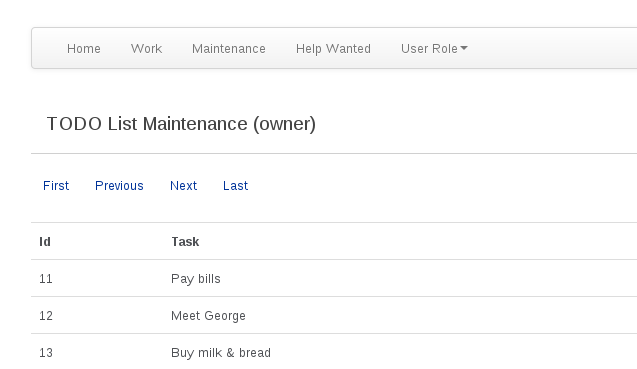 Home Work Maintenance Help Wanted User Role
TODO List Maintenance (owner)
First Previous Next Last
Id Task
11 Pay bills
12 Meet George
13 Buy milk & bread